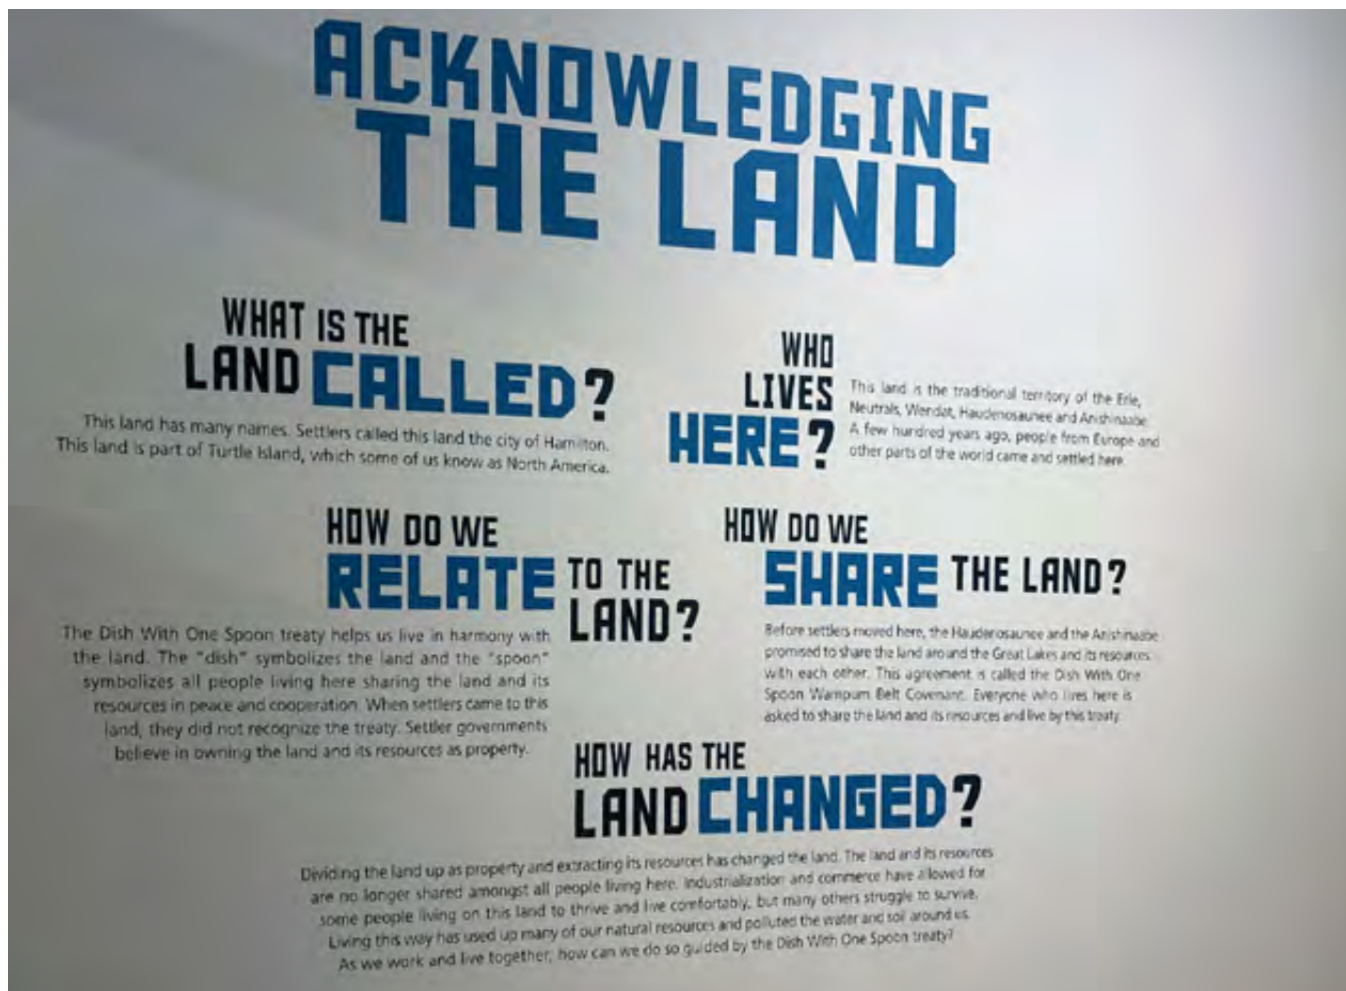 ACKNOWLEDGING
THE LAND
WHAT IS THE
LAND CALLED?
This land has many names. Settlers called this land the city of Hamilton.
This land is part of Turtle Island, which some of us know as North America.
WHO
LIVES
HERE?
This land is the traditional territory of the Erie,
Neutrals, Wendat, Haudenosaunee and Anishinaabe.
A few hundred years ago, people from Europe and
other parts of the world came and settled here.
HOW DO WE
RELATE TO THE
LAND?
The Dish With One Spoon treaty helps us live in harmony with
the land. The "dish" symbolizes the land and the "spoon"
symbolizes all people living here sharing the land and its
resources in peace and cooperation. When settlers came to this
land, they did not recognize the treaty. Settler governments
believe in owning the land and its resources as property.
HOW DO WE
SHARE THE LAND?
Before settlers moved here, the Haudenosaunee and the Anishinaabe
promised to share the land around the Great Lakes and its resources
with each other. This agreement is called the Dish With One
Spoon Wampum Belt Covenant. Everyone who lives here is
asked to share the land and its resources and live by this treaty.
HOW HAS THE
LAND CHANGED?
Dividing the land up as property and extracting its resources has changed the land. The land and its resources
are no longer shared amongst all people living here. Industrialization and commerce have allowed for
some people living on this land to thrive and live comfortably, but many others struggle to survive.
Living this way has used up many of our natural resources and polluted the water and soil around us.
As we work and live together, how can we do so guided by the Dish With One Spoon treaty?